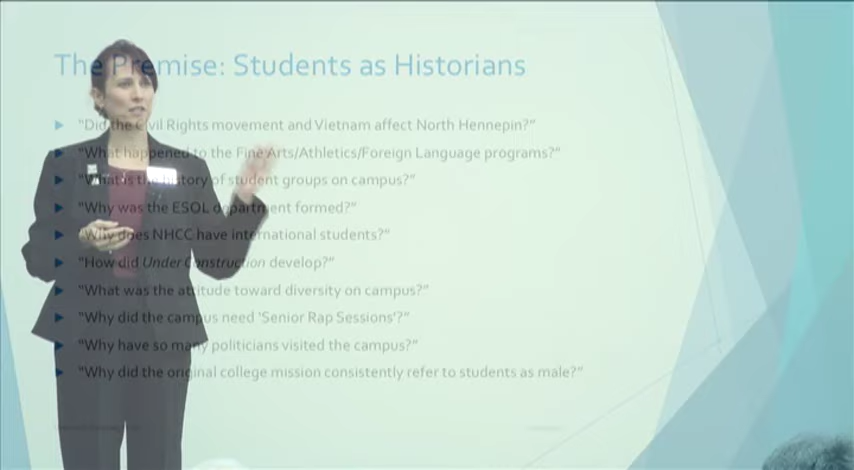 The Premise: Students as Historians
"Did the Civil Rights movement and Vietnam affect North Hennepin?"
"What happened to the Fine Arts/Athletics/Foreign Language programs?"
"What is the history of student groups on campus?"
"Why was the ESOL department formed?"
"Why does NHCC have international students?"
"How did Under Construction develop?"
"What was the attitude toward diversity on campus?"
"Why did the campus need 'Senior Rap Sessions'?"
"Why have so many politicians visited the campus?"
"Why did the original college mission consistently refer to students as male?"